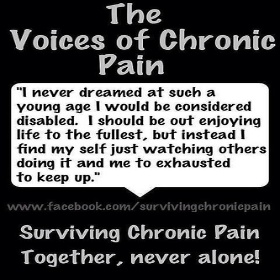 The
Voices of Chronic
Pain
"I never dreamed at such a
young age I would be considered
disabled. I should be out enjoying
life to the fullest, but instead I
find my self just watching others
doing it and me to exhausted
to keep up."
www.facebook.com/survivingchronicpain
Surviving Chronic Pain
Together, never alone!